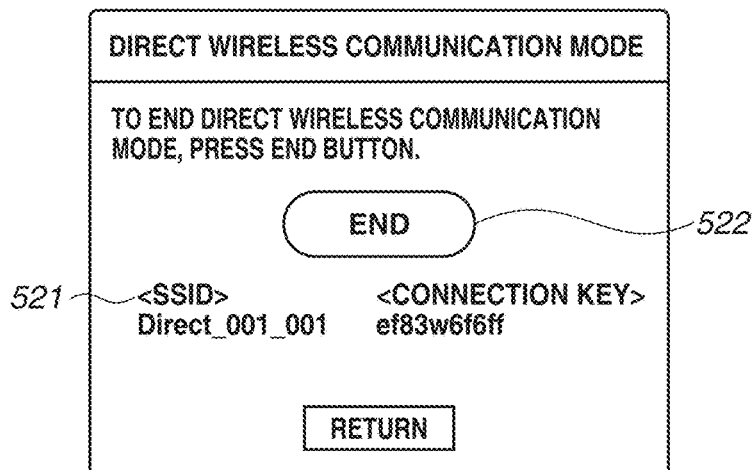 DIRECT WIRELESS COMMUNICATION MODE
TO END DIRECT WIRELESS COMMUNICATION
MODE, PRESS END BUTTON.
END
522
521
<SSID> <CONNECTION KEY>
Direct_001_001 ef83w6f6ff
RETURN